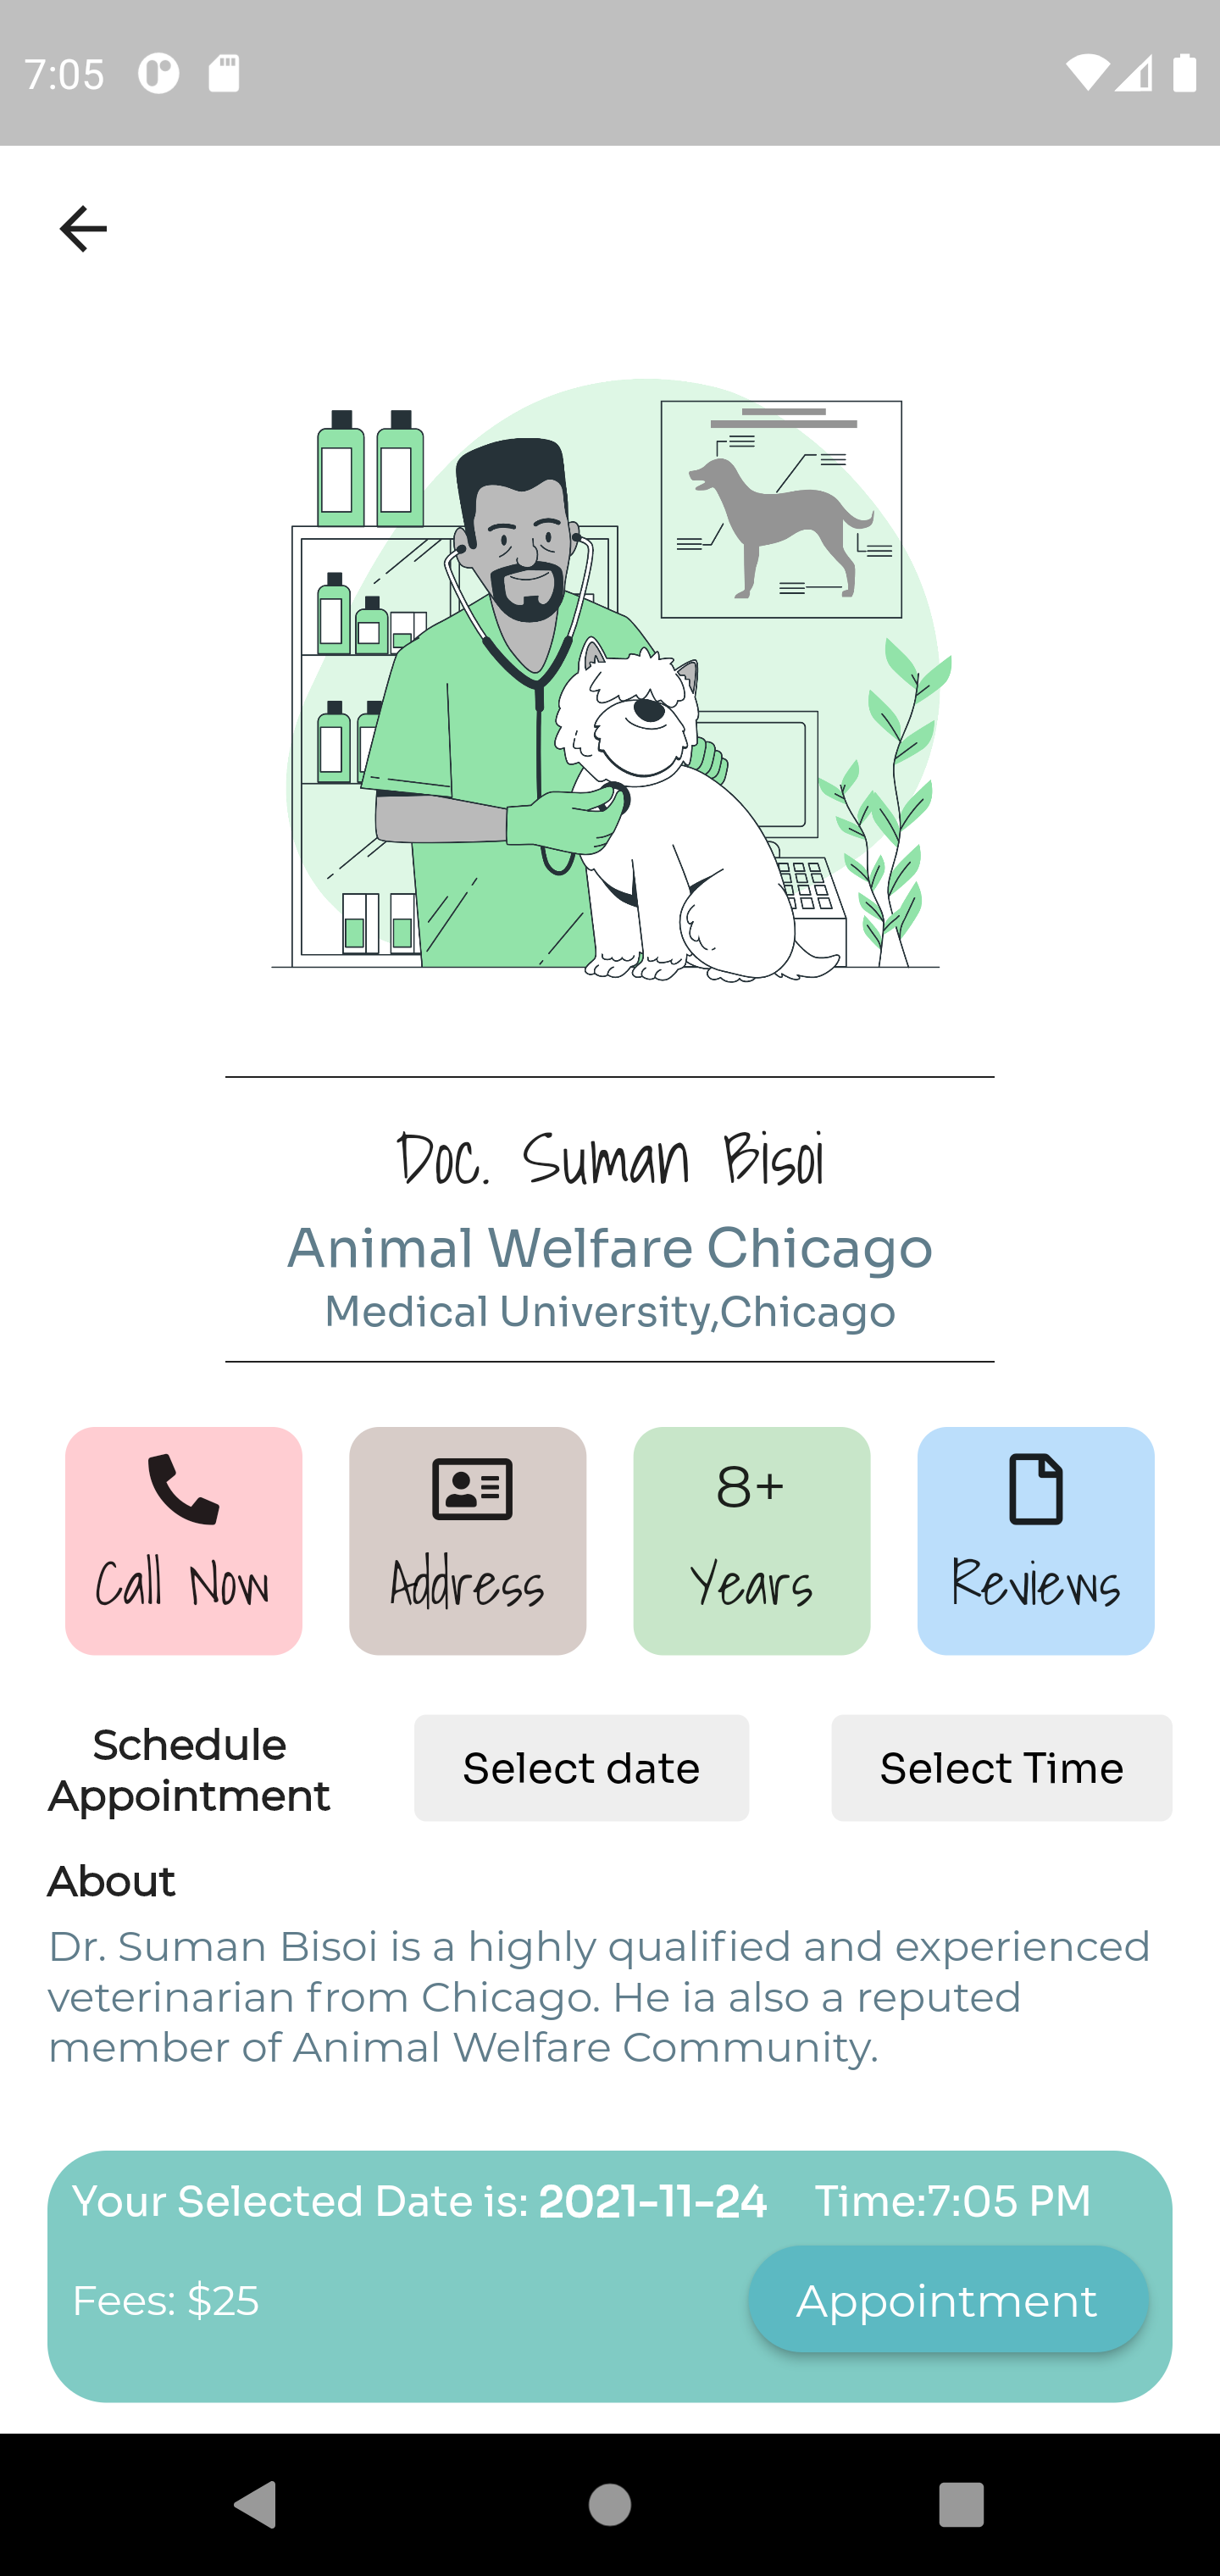 7:05
Doc. Suman Bisoi
Animal Welfare Chicago
Medical University,Chicago
Call Now
Address
8+
Years
Reviews
Schedule
Appointment
Select date
Select Time
About
Dr. Suman Bisoi is a highly qualified and experienced
veterinarian from Chicago. He ia also a reputed
member of Animal Welfare Community.
Your Selected Date is: 2021-11-24 Time:7:05 PM
Fees: $25
Appointment